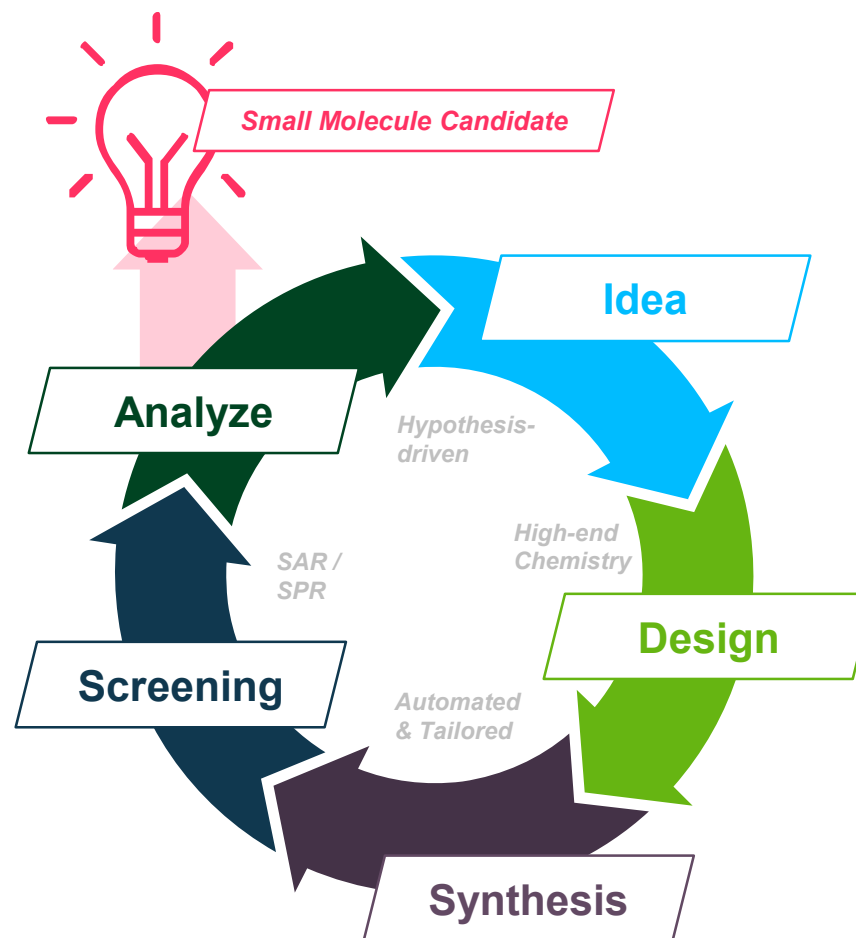 Small Molecule Candidate
Idea
Analyze
Hypothesis-
driven
High-end
Chemistry
SAR /
SPR
Design
Screening
Automated
& Tailored
Synthesis